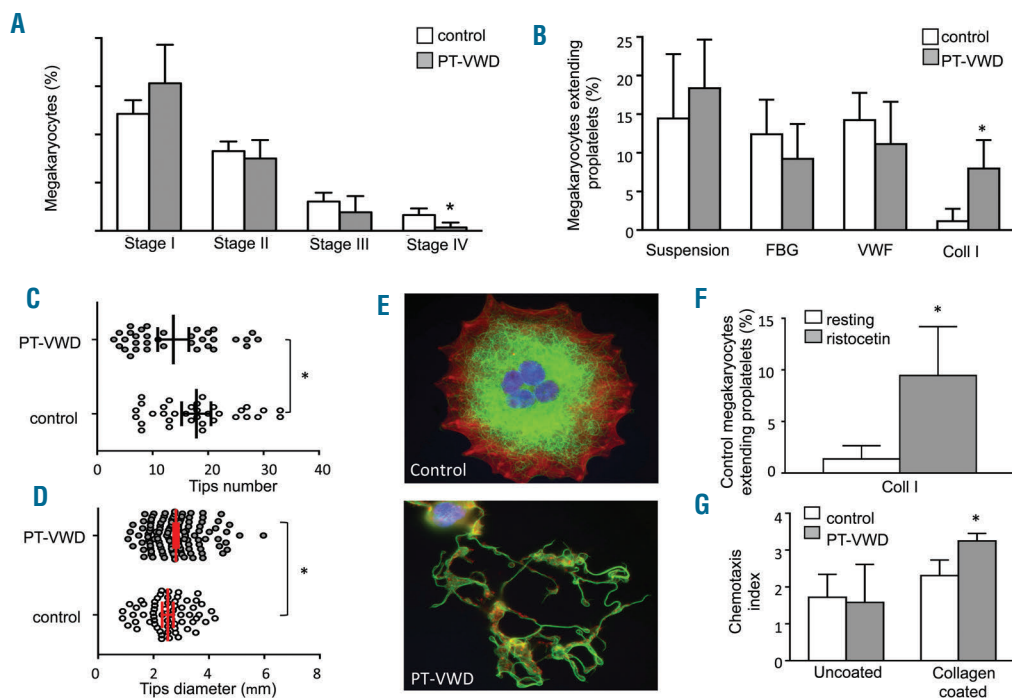 A
control
PT-VWD
Megakaryocytes (%)
Stage I
Stage II
Stage III
Stage IV
*
B
control
PT-VWD
Megakaryocytes extending
proplatelets (%)
25
20
15
10
5
0
Suspension
FBG
VWF
Coll I
*
C
PT-VWD
control
*
0
10
20
30
40
Tips number
D
PT-VWD
control
*
0
2
4
6
8
Tips diameter (mm)
E
Control
PT-VWD
F
resting
ristocetin
Control megakaryocytes
extending proplatelets (%)
15
10
5
0
*
Coll I
G
control
PT-VWD
Chemotaxis
index
4
3
2
1
0
*
Uncoated
Collagen
coated